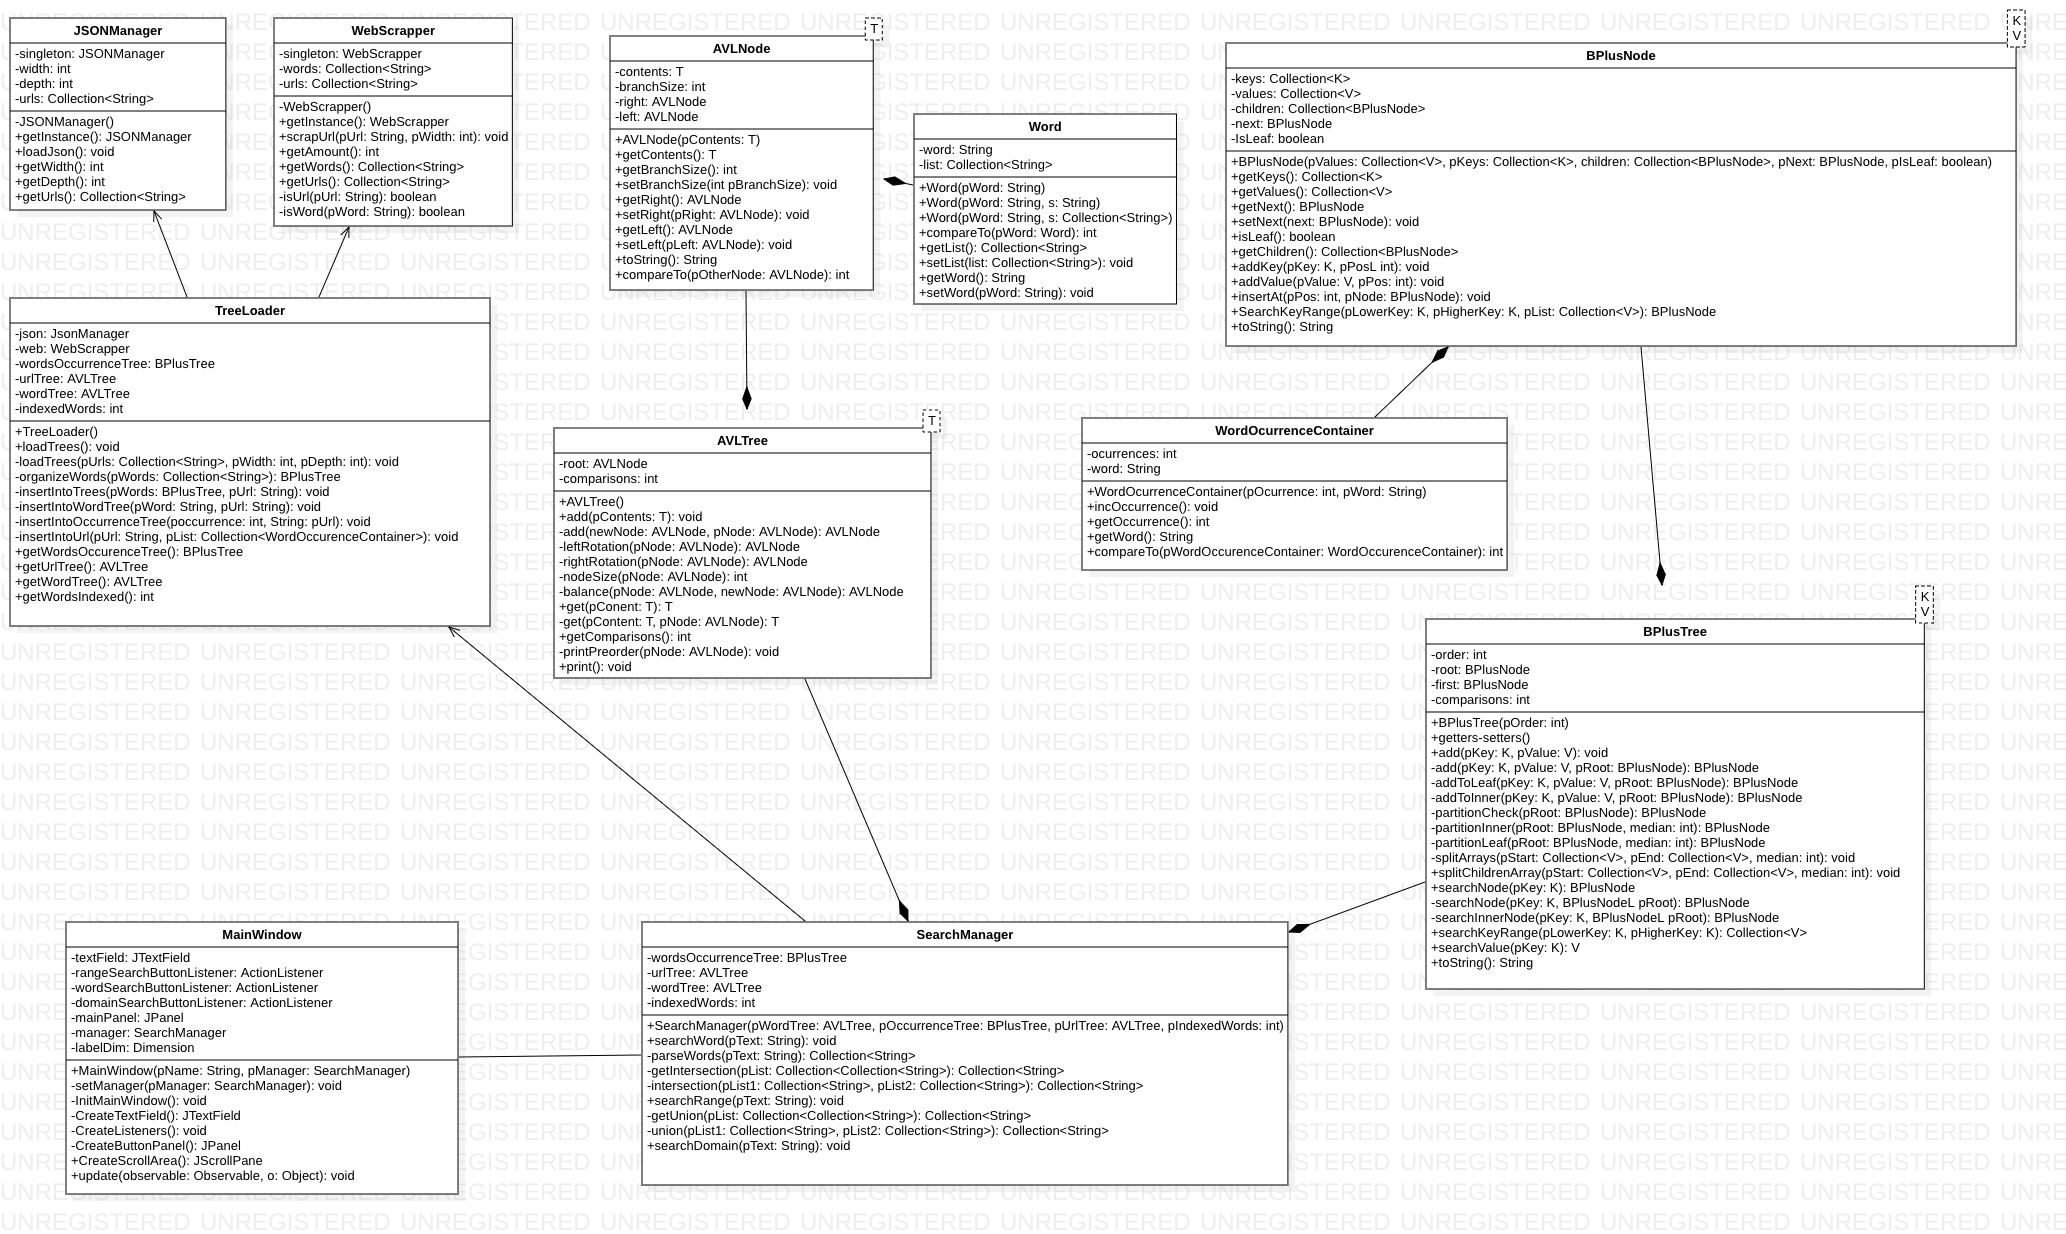 JSONManager
-singleton: JSONManager
-width: int
-depth: int
-urls: Collection<String>
-JSONManager()
+getInstance(): JSONManager
+loadJson(): void
+getWidth(): int
+getDepth(): int
+getUrls(): Collection<String>
WebScrapper
-singleton: WebScrapper
-words: Collection<String>
-urls: Collection<String>
-WebScrapper()
+getInstance(): WebScrapper
+scrapUrl(pUrl: String, pWidth: int): void
+getAmount(): int
+getWords(): Collection<String>
+getUrls(): Collection<String>
-isUrl(pUrl: String): boolean
-isWord(pWord: String): boolean
T
AVLNode
-contents: T
-branchSize: int
-right: AVLNode
-left: AVLNode
+AVLNode(pContents: T)
+getContents(): T
+getBranchSize(): int
+setBranchSize(int pBranchSize): void
+getRight(): AVLNode
+setRight(pRight: AVLNode): void
+getLeft(): AVLNode
+setLeft(pLeft: AVLNode): void
+toString(): String
+compareTo(pOtherNode: AVLNode): int
Word
-word: String
-list: Collection<String>
+Word(pWord: String)
+Word(pWord: String, s: String)
+Word(pWord: String, s: Collection<String>)
+compareTo(pWord: Word): int
+getList(): Collection<String>
+setList(list: Collection<String>): void
+getWord(): String
+setWord(pWord: String): void
K
V
BPlusNode
-keys: Collection<K>
-values: Collection<V>
-children: Collection<BPlusNode>
-next: BPlusNode
-IsLeaf: boolean
+BPlusNode(pValues: Collection<V>, pKeys: Collection<K>, children: Collection<BPlusNode>, pNext: BPlusNode, pIsLeaf: boolean)
+getKeys(): Collection<K>
+getValues(): Collection<V>
+getNext(): BPlusNode
+setNext(next: BPlusNode): void
+isLeaf(): boolean
+getChildren(): Collection<BPlusNode>
+addKey(pKey: K, pPosL int): void
+addValue(pValue: V, pPos: int): void
+insertAt(pPos: int, pNode: BPlusNode): void
+SearchKeyRange(pLowerKey: K, pHigherKey: K, pList: Collection<V>): BPlusNode
+toString(): String
TreeLoader
-json: JsonManager
-web: WebScrapper
-wordsOccurrenceTree: BPlusTree
-urlTree: AVLTree
-wordTree: AVLTree
-indexedWords: int
+TreeLoader()
+loadTrees(): void
-loadTrees(pUrls: Collection<String>, pWidth: int, pDepth: int): void
-organizeWords(pWords: Collection<String>): BPlusTree
-insertIntoTrees(pWords: BPlusTree, pUrl: String): void
-insertIntoWordTree(pWord: String, pUrl: String): void
-insertIntoOccurrenceTree(poccurrence: int, String: pUrl): void
-insertIntoUrl(pUrl: String, pList: Collection<WordOccurenceContainer>): void
+getWordsOccurenceTree(): BPlusTree
+getUrlTree(): AVLTree
+getWordTree(): AVLTree
+getWordsIndexed(): int
T
AVLTree
-root: AVLNode
-comparisons: int
+AVLTree()
+add(pContents: T): void
-add(newNode: AVLNode, pNode: AVLNode): AVLNode
-leftRotation(pNode: AVLNode): AVLNode
-rightRotation(pNode: AVLNode): AVLNode
-nodeSize(pNode: AVLNode): int
-balance(pNode: AVLNode, newNode: AVLNode): AVLNode
+get(pConent: T): T
-get(pContent: T, pNode: AVLNode): T
+getComparisons(): int
-printPreorder(pNode: AVLNode): void
+print(): void
WordOcurrenceContainer
-ocurrences: int
-word: String
+WordOcurrenceContainer(pOcurrence: int, pWord: String)
+incOccurrence(): void
+getOccurrence(): int
+getWord(): String
+compareTo(pWordOccurenceContainer: WordOccurenceContainer): int
K
V
BPlusTree
-order: int
-root: BPlusNode
-first: BPlusNode
-comparisons: int
+BPlusTree(pOrder: int)
+getters-setters()
+add(pKey: K, pValue: V): void
-add(pKey: K, pValue: V, pRoot: BPlusNode): BPlusNode
-addToLeaf(pKey: K, pValue: V, pRoot: BPlusNode): BPlusNode
-addToInner(pKey: K, pValue: V, pRoot: BPlusNode): BPlusNode
-partitionCheck(pRoot: BPlusNode): BPlusNode
-partitionInner(pRoot: BPlusNode, median: int): BPlusNode
-partitionLeaf(pRoot: BPlusNode, median: int): BPlusNode
-splitArrays(pStart: Collection<V>, pEnd: Collection<V>, median: int): void
+splitChildrenArray(pStart: Collection<V>, pEnd: Collection<V>, median: int): void
+searchNode(pKey: K): BPlusNode
-searchNode(pKey: K, BPlusNodeL pRoot): BPlusNode
-searchInnerNode(pKey: K, BPlusNodeL pRoot): BPlusNode
+searchKeyRange(pLowerKey: K, pHigherKey: K): Collection<V>
+searchValue(pKey: K): V
+toString(): String
MainWindow
-textField: JTextField
-rangeSearchButtonListener: ActionListener
-wordSearchButtonListener: ActionListener
-domainSearchButtonListener: ActionListener
-mainPanel: JPanel
-manager: SearchManager
-labelDim: Dimension
+MainWindow(pName: String, pManager: SearchManager)
-setManager(pManager: SearchManager): void
-InitMainWindow(): void
-CreateTextField(): JTextField
-CreateListeners(): void
-CreateButtonPanel(): JPanel
+CreateScrollArea(): JScrollPane
+update(observable: Observable, o: Object): void
SearchManager
-wordsOccurrenceTree: BPlusTree
-urlTree: AVLTree
-wordTree: AVLTree
-indexedWords: int
+SearchManager(pWordTree: AVLTree, pOccurrenceTree: BPlusTree, pUrlTree: AVLTree, pIndexedWords: int)
+searchWord(pText: String): void
-parseWords(pText: String): Collection<String>
-getIntersection(pList: Collection<Collection<String>): Collection<String>
-intersection(pList1: Collection<String>, pList2: Collection<String>): Collection<String>
+searchRange(pText: String): void
-getUnion(pList: Collection<Collection<String>): Collection<String>
-union(pList1: Collection<String>, pList2: Collection<String>): Collection<String>
+searchDomain(pText: String): void